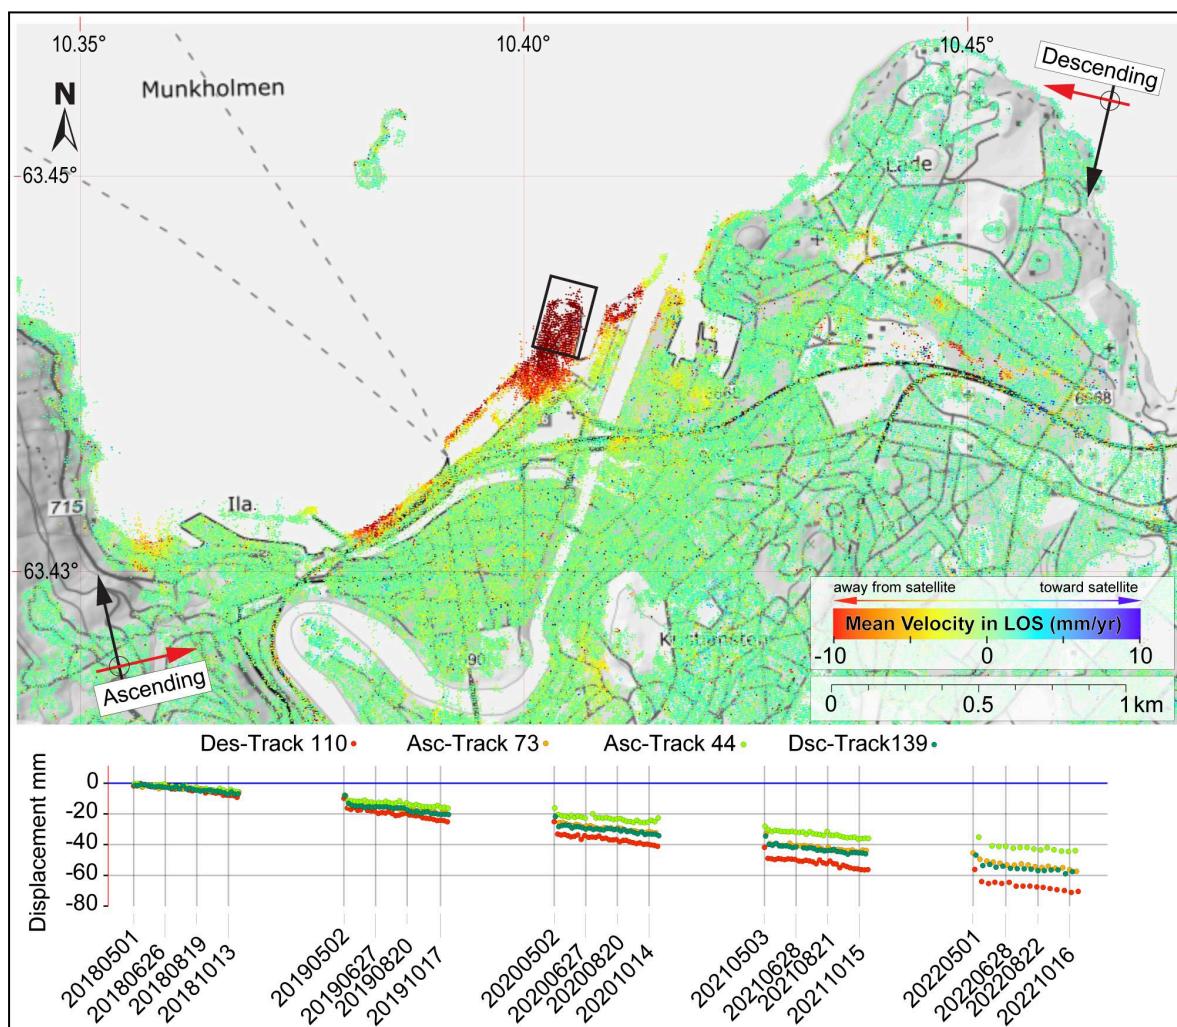 10.35° 10.40° 10.45°
Descending
Munkholmen
N
Lade
63.45°
6668
715
Ila
63.43°
away from satellite toward satellite
Mean Velocity in LOS (mm/yr)
-10 0 10
Ascending
0 0.5 1 km
Des-Track 110 Asc-Track 73 Asc-Track 44 Dsc-Track139
Displacement mm
0
-20
-40
-60
-80
20180501 20180626 20180819 20181013 20190502 20190627 20190820 20191017 20200502 20200627 20200820 20201014 20210503 20210628 20210821 20211015 20220501 20220628 20220822 20221016